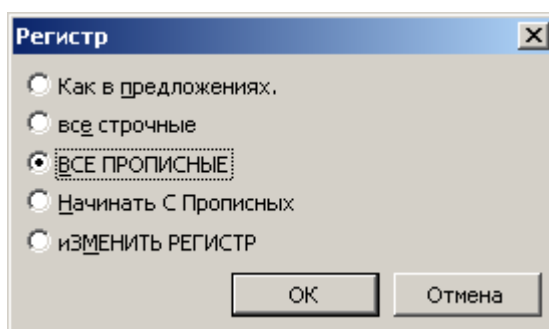 Регистр
Как в предложениях.
все строчные
ВСЕ ПРОПИСНЫЕ
Начинать С Прописных
иЗМЕНИТЬ РЕГИСТР
ОК Отмена